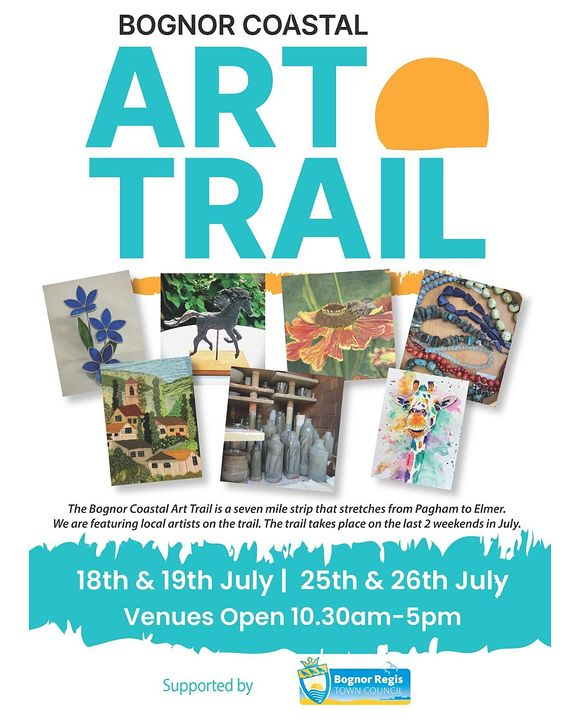 BOGNOR COASTAL
ART
TRAIL
The Bognor Coastal Art Trail is a seven mile strip that stretches from Pagham to Elmer.
We are featuring local artists on the trail. The trail takes place on the last 2 weekends in July.
18th & 19th July | 25th & 26th July
Venues Open 10.30am-5pm
Supported by
Bognor Regis
TOWN COUNCIL